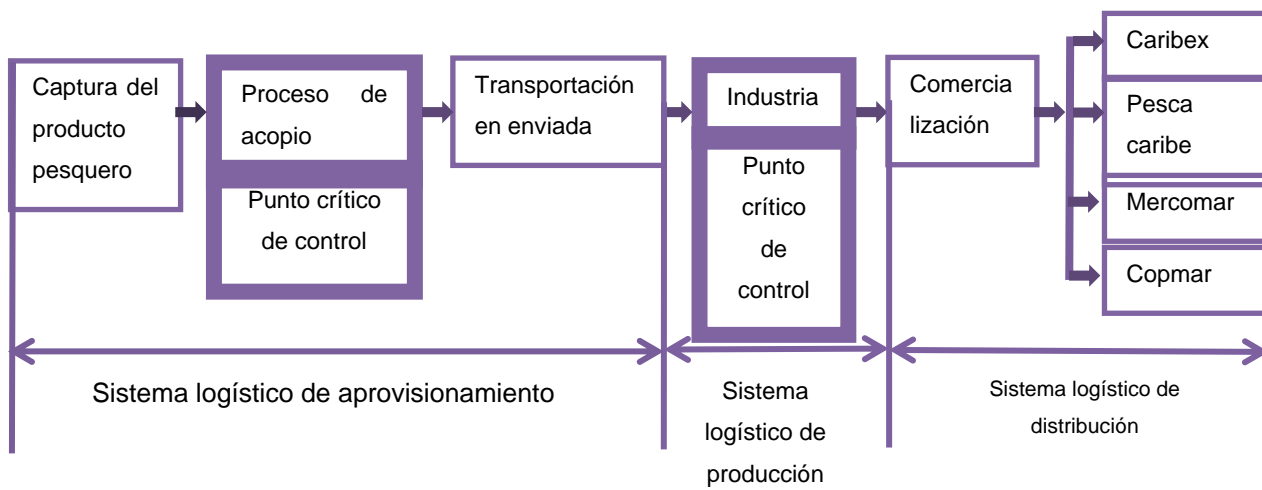 Captura del
producto
pesquero
Proceso de
acopio
Punto crítico
de control
Transportación
en enviada
Industria
Punto
crítico
de
control
Comercia
lización
Caribex
Pesca
caribe
Mercomar
Copmar
Sistema logístico de aprovisionamiento
Sistema
logístico de
producción
Sistema logístico de
distribución